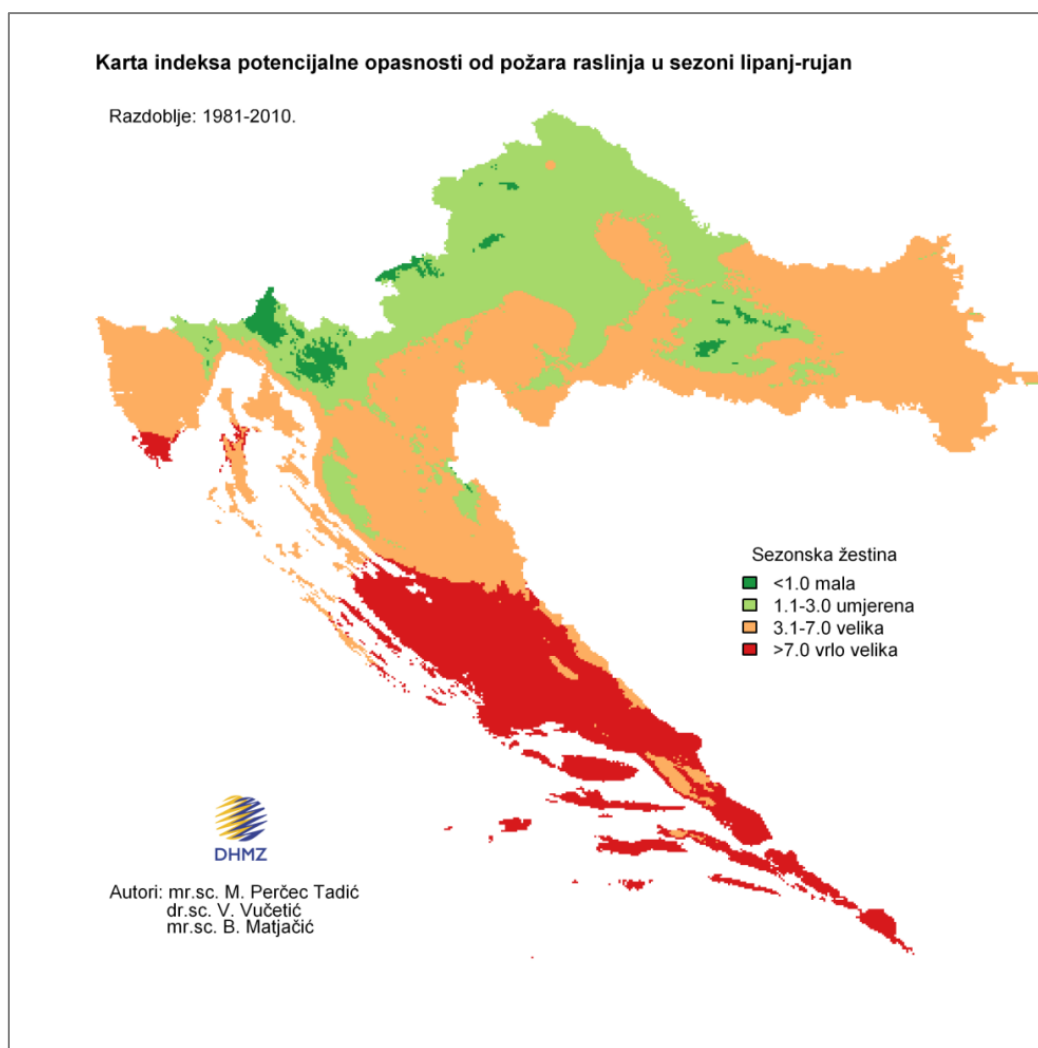 Karta indeksa potencijalne opasnosti od požara raslinja u sezoni lipanj-rujan
Razdoblje: 1981-2010.
Sezonska žestina
<1.0 mala
1.1-3.0 umjerena
3.1-7.0 velika
>7.0 vrlo velika
DHMZ
Autori: mr.sc. M. Perčec Tadić
dr.sc. V. Vučetić
mr.sc. B. Matjačić